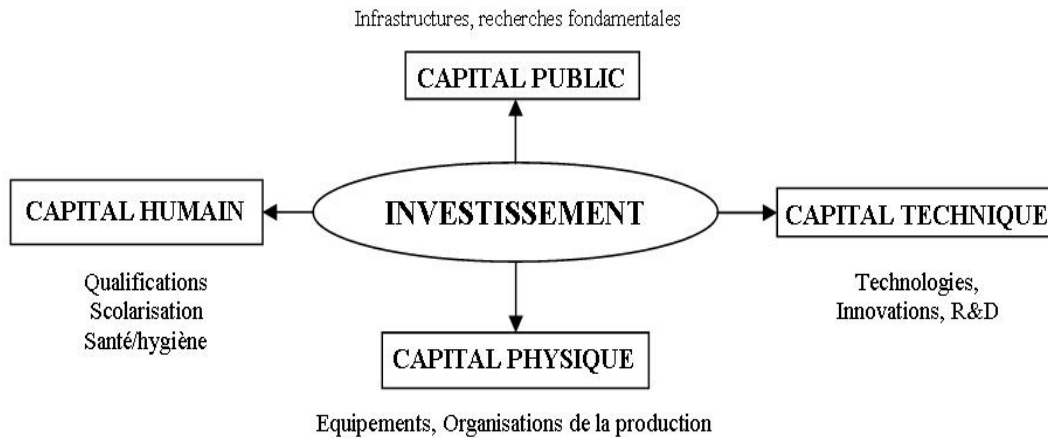 Infrastructures, recherches fondamentales
CAPITAL PUBLIC
CAPITAL HUMAIN
INVESTISSEMENT
CAPITAL TECHNIQUE
Qualifications
Scolarisation
Santé/hygiène
Technologies,
Innovations, R&D
CAPITAL PHYSIQUE
Equipements, Organisations de la production